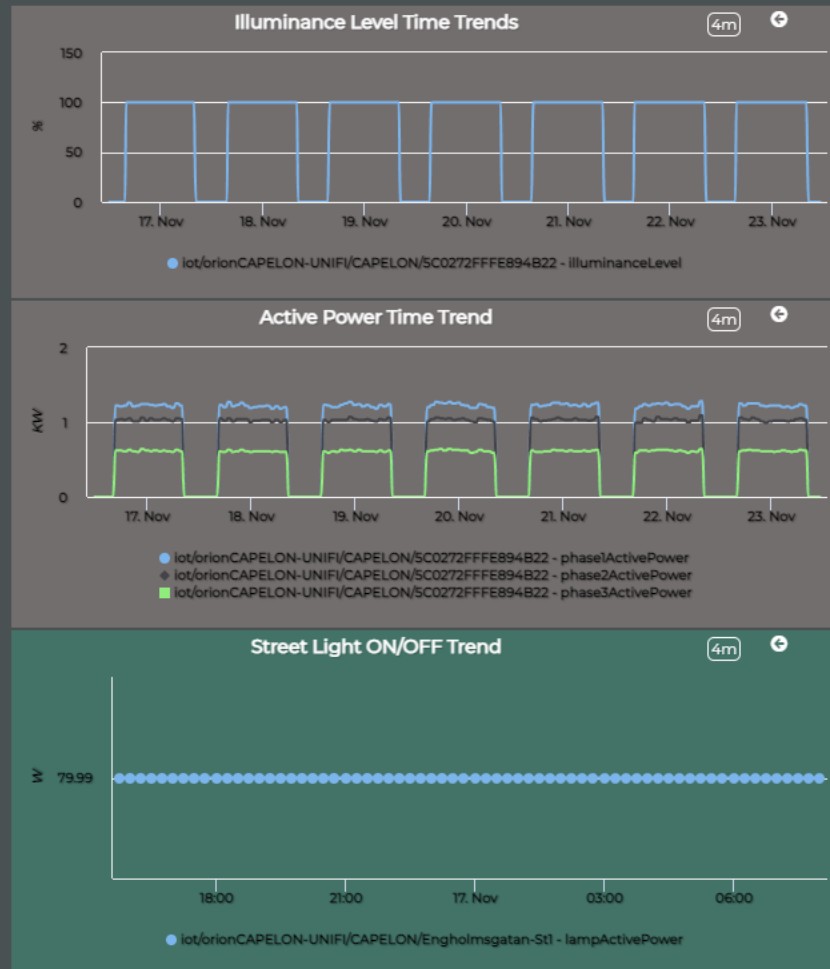 Illuminance Level Time Trends
4m
150
100
%
50
0
17. Nov 18. Nov 19. Nov 20. Nov 21. Nov 22. Nov 23. Nov
iot/orionCAPELON-UNIFI/CAPELON/5C0272FFFE894B22 - illuminanceLevel
Active Power Time Trend
4m
2
KW
1
0
17. Nov 18. Nov 19. Nov 20. Nov 21. Nov 22. Nov 23. Nov
iot/orionCAPELON-UNIFI/CAPELON/5C0272FFFE894B22 - phase1ActivePower
iot/orionCAPELON-UNIFI/CAPELON/5C0272FFFE894B22 - phase2ActivePower
iot/orionCAPELON-UNIFI/CAPELON/5C0272FFFE894B22 - phase3ActivePower
Street Light ON/OFF Trend
4m
W
79.99
18:00 21:00 17. Nov 03:00 06:00
iot/orionCAPELON-UNIFI/CAPELON/Engholmsgatan-St1 - lampActivePower